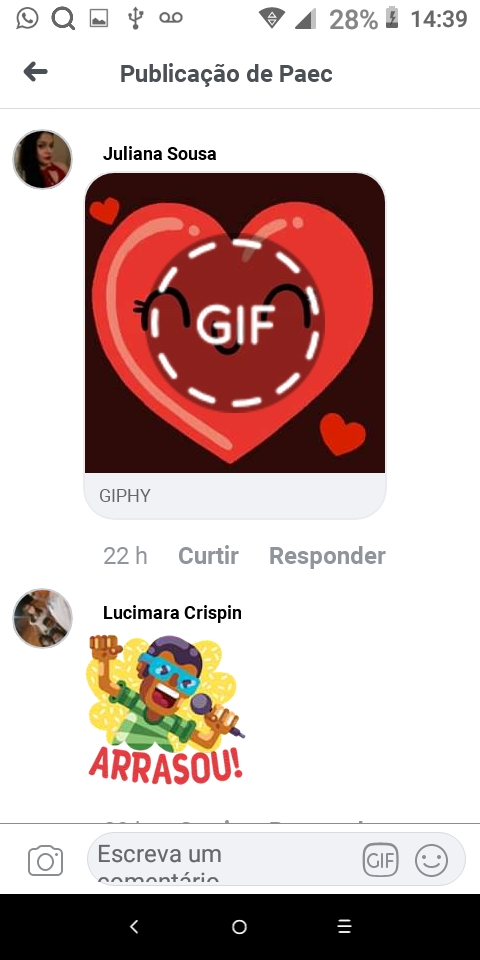 28% 14:39
Publicação de Paec
Juliana Sousa
GIF
GIPHY
22 h Curtir Responder
Lucimara Crispin
ARRASOU!
Escreva um
comentário
GIF